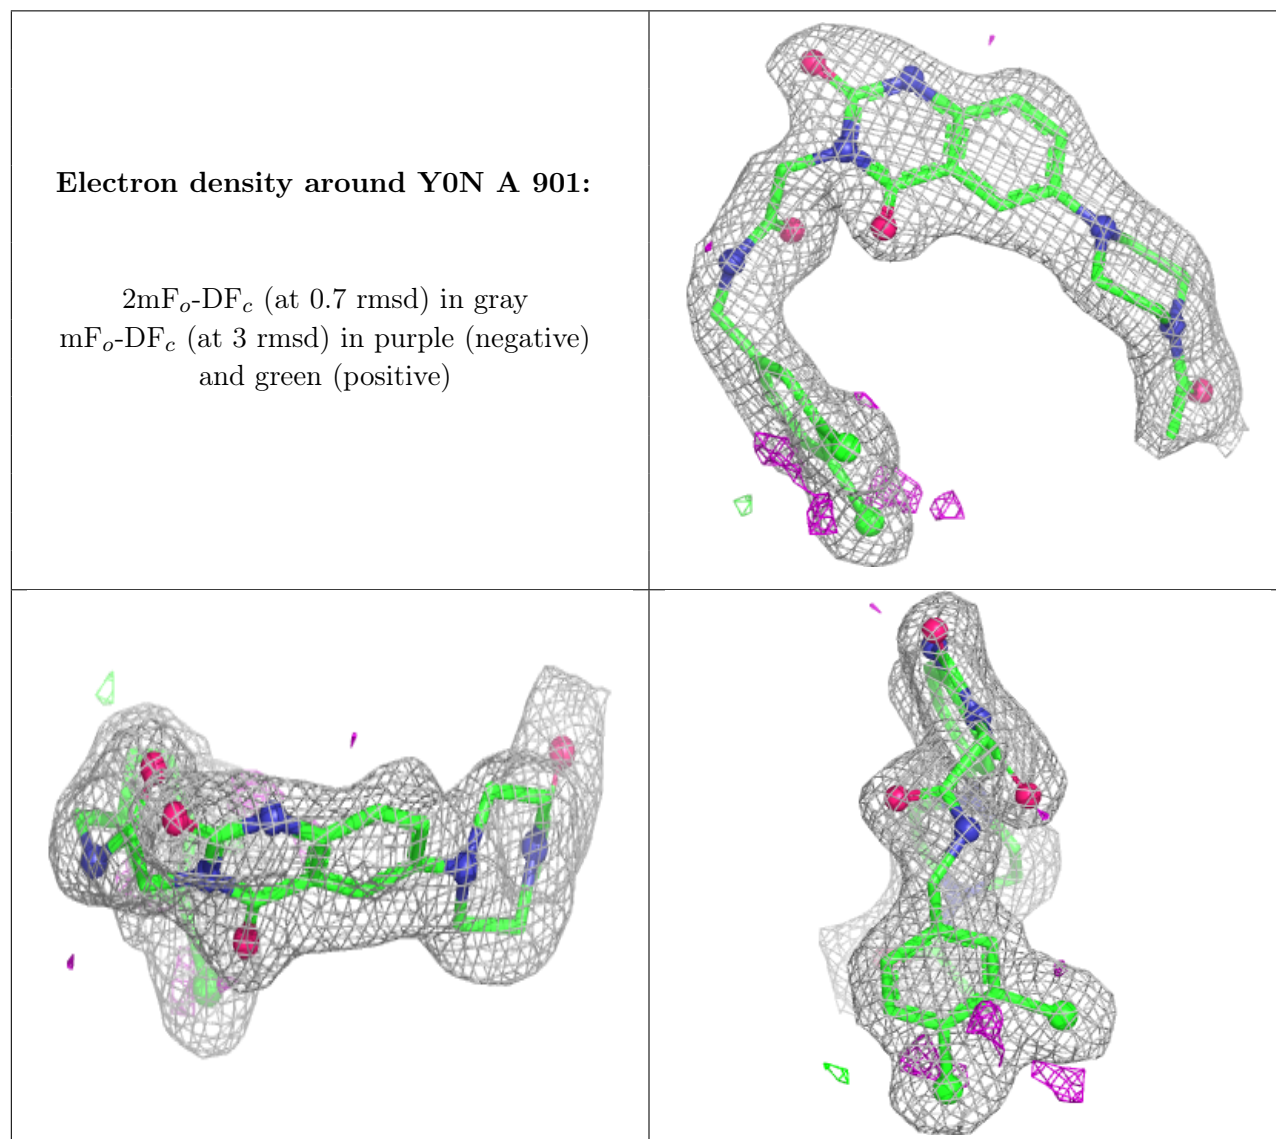 Electron density around Y0N A 901:
2mFₒ-DF𝒸 (at 0.7 rmsd) in gray
mFₒ-DF𝒸 (at 3 rmsd) in purple (negative)
and green (positive)